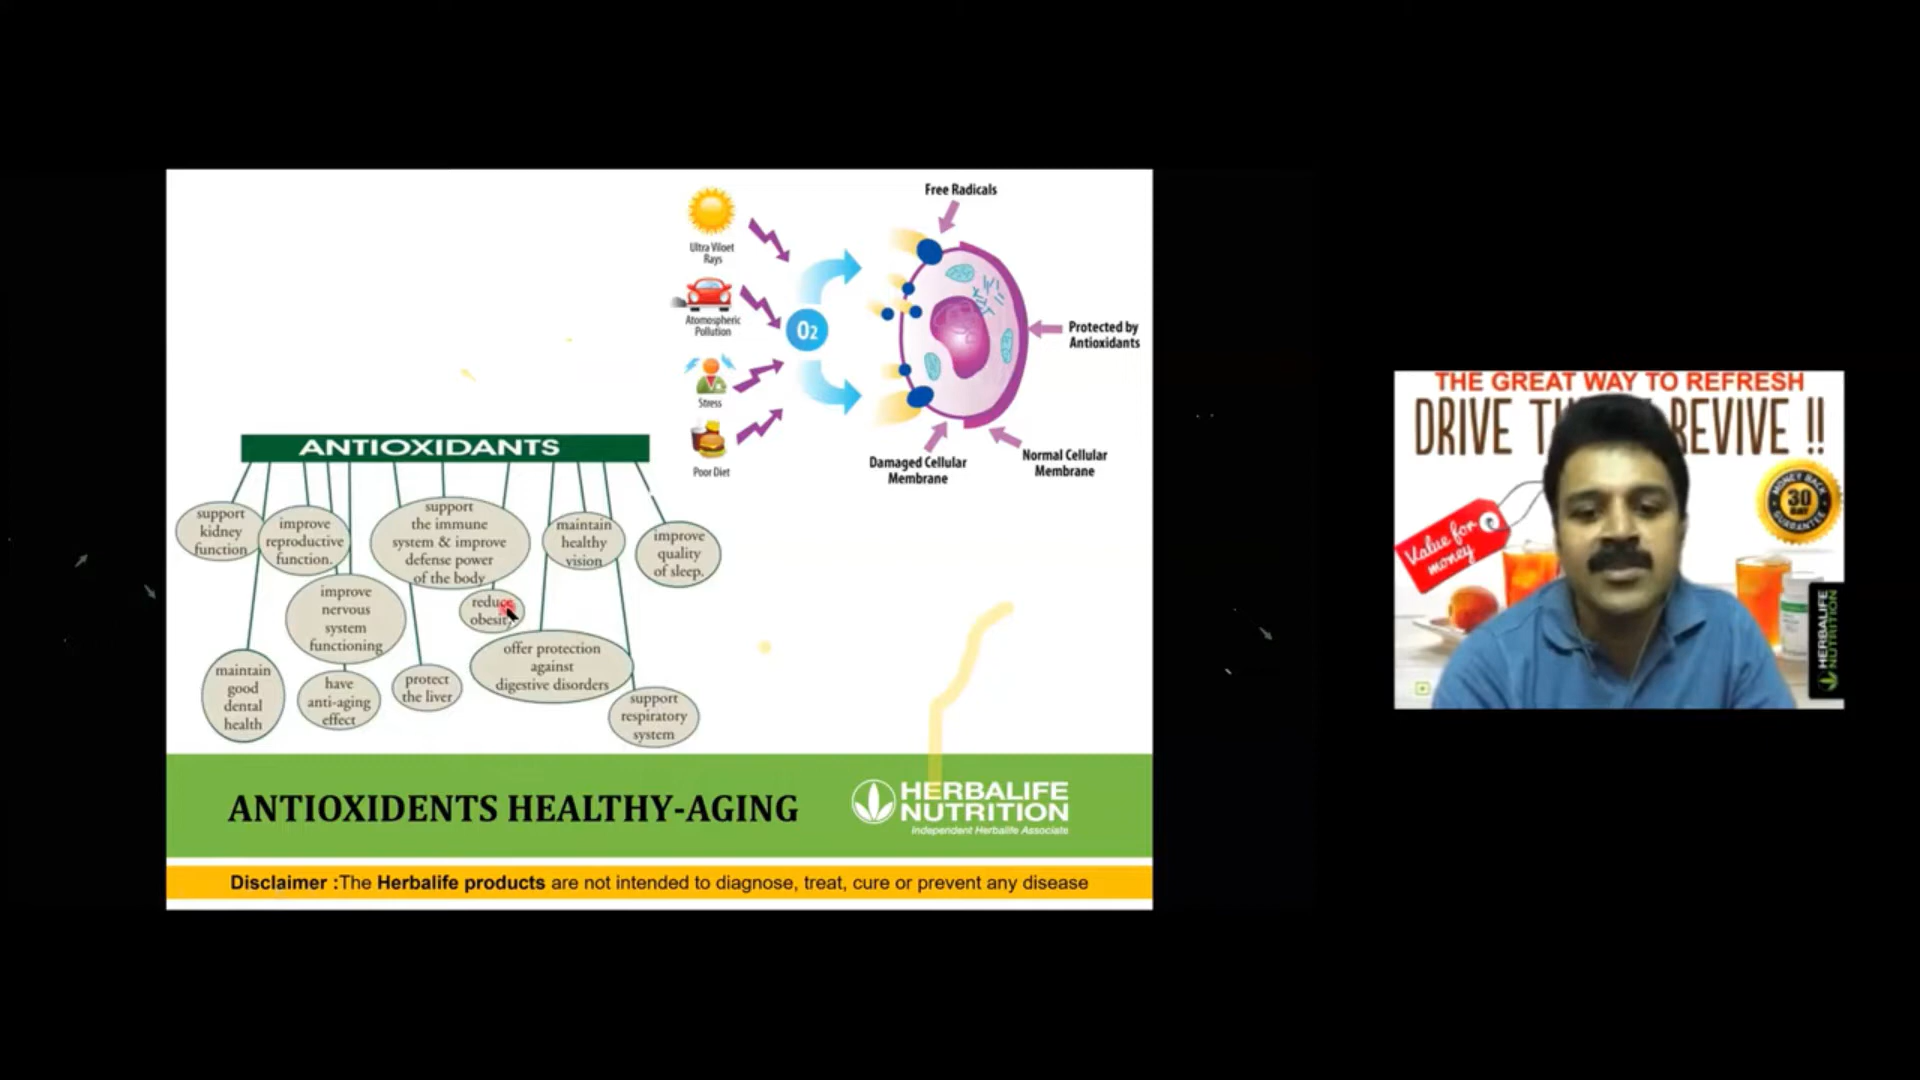 Free Radicals
Ultra Viloet
Rays
Atomospheric
Pollution
O2
Protected by
Antioxidants
Stress
Poor Diet
Damaged Cellular
Membrane
Normal Cellular
Membrane
ANTIOXIDANTS
support
kidney
function
improve
reproductive
function.
support
the immune
system & improve
defense power
of the body
maintain
healthy
vision
improve
quality
of sleep.
improve
nervous
system
functioning
reduce
obesity
offer protection
against
digestive disorders
maintain
good
dental
health
have
anti-aging
effect
protect
the liver
support
respiratory
system
ANTIOXIDENTS HEALTHY-AGING
HERBALIFE
NUTRITION
Independent Herbalife Associate
Disclaimer :The Herbalife products are not intended to diagnose, treat, cure or prevent any disease
THE GREAT WAY TO REFRESH
DRIVE REVIVE !!
Value for
money
MONEY BACK
30
DAY
GUARANTEE
HERBALIFE
NUTRITION